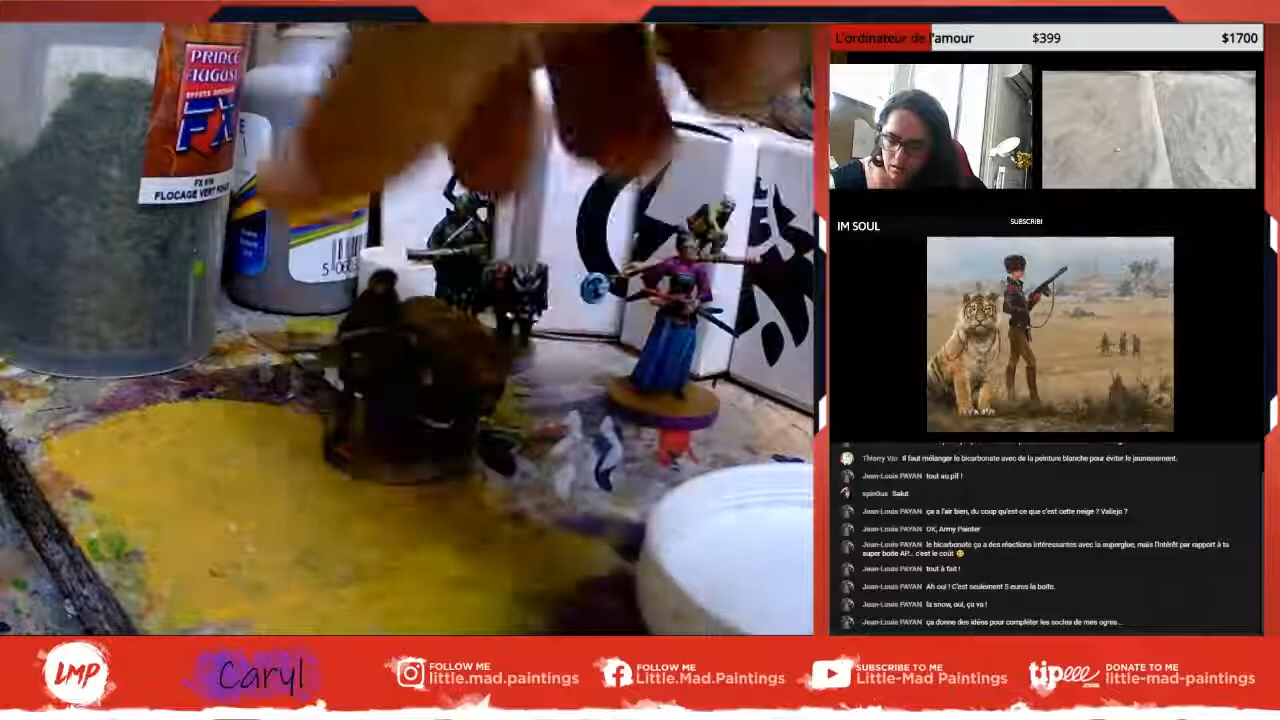 L'ordinateur de l'amour $399 $1700
PRINCE
AUGUST
FX
FLOCAGE VERT
IM SOUL
SUBSCRIBE
Thierry Var Il faut mélanger le bicarbonate avec de la peinture blanche pour éviter le jaunissement.
Jean-Louis PAYAN tout au pif !
spin0us Salut
Jean-Louis PAYAN ça a l'air bien, du coup qu'est-ce que c'est cette neige ? Vallejo ?
Jean-Louis PAYAN OK, Army Painter
Jean-Louis PAYAN le bicarbonate ça a des réactions intéressantes avec la superglue, mais l'intérêt par rapport à ta
super boite AP... c'est le coût
Jean-Louis PAYAN tout à fait !
Jean-Louis PAYAN Ah oui ! C'est seulement 5 euros la boite.
Jean-Louis PAYAN la snow, oui, ça va !
Jean-Louis PAYAN ça donne des idées pour compléter les socles de mes ogres...
LMP
Caryl
FOLLOW ME
little.mad.paintings
FOLLOW ME
Little.Mad.Paintings
SUBSCRIBE TO ME
Little-Mad Paintings
tipeee
.COM
DONATE TO ME
little-mad-paintings